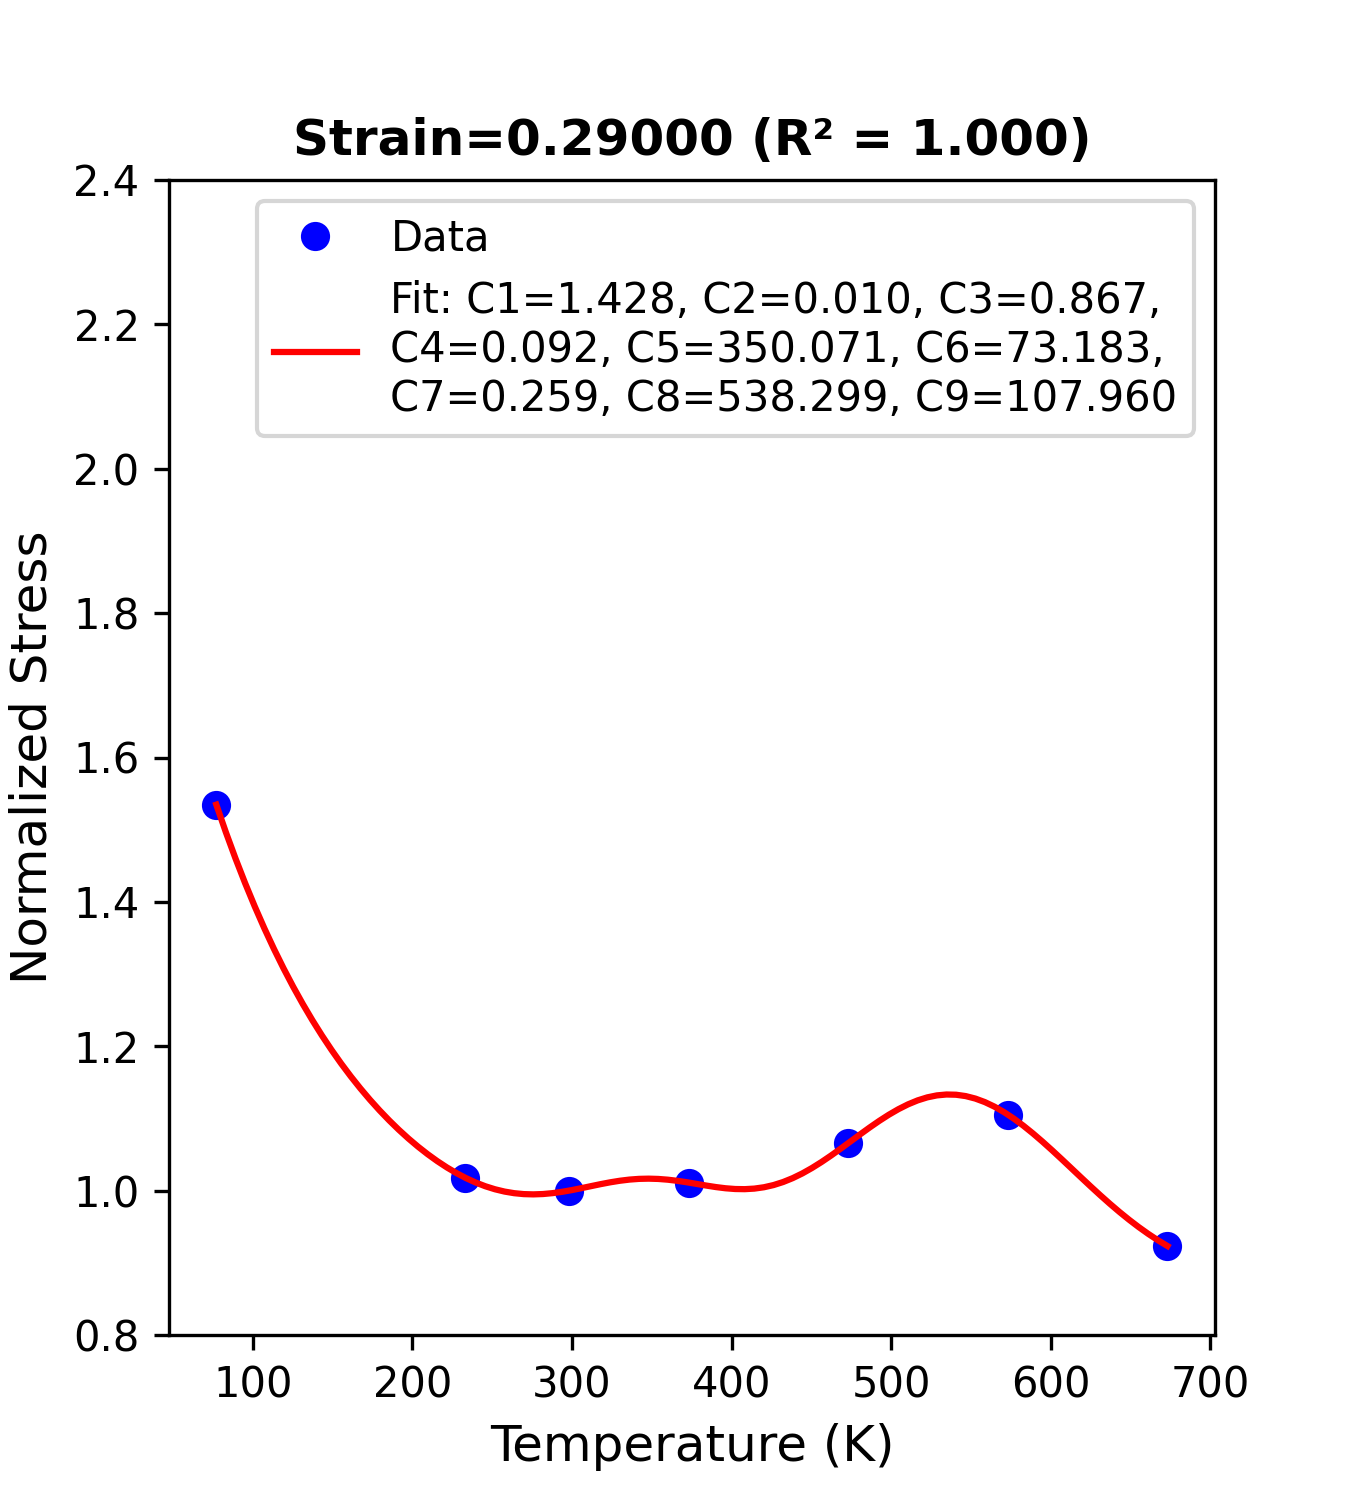 Strain=0.29000 (R² = 1.000)
Data
Fit: C1=1.428, C2=0.010, C3=0.867,
C4=0.092, C5=350.071, C6=73.183,
C7=0.259, C8=538.299, C9=107.960
2.4
2.2
2.0
1.8
1.6
1.4
1.2
1.0
0.8
Normalized Stress
100 200 300 400 500 600 700
Temperature (K)